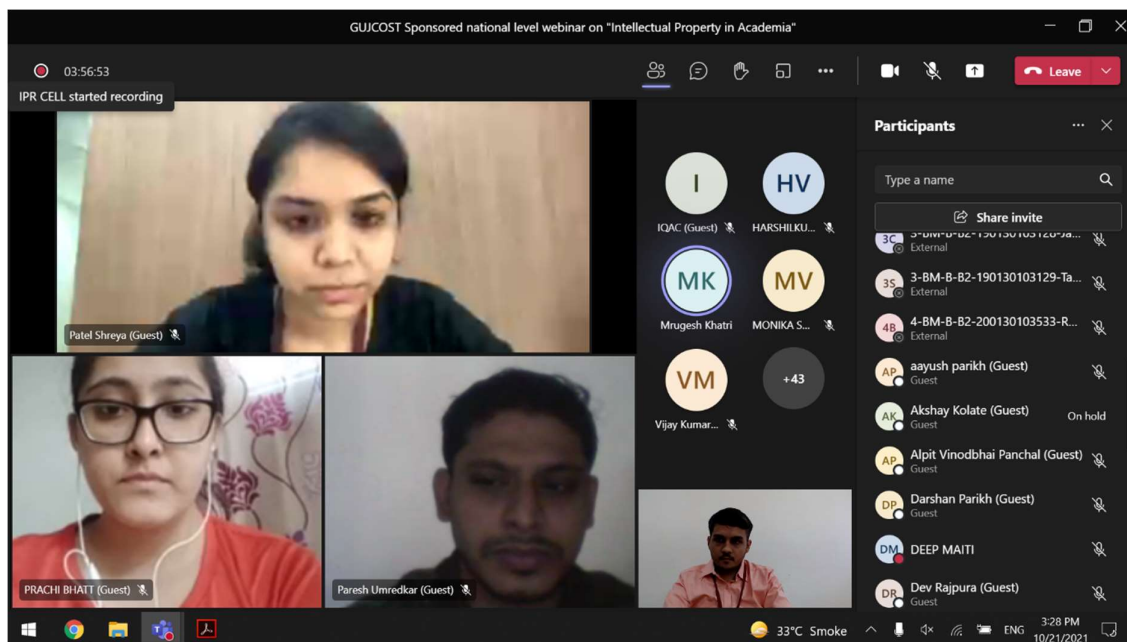 GUJCOST Sponsored national level webinar on "Intellectual Property in Academia"
03:56:53
Leave
IPR CELL started recording
Patel Shreya (Guest)
PRACHI BHATT (Guest)
Paresh Umredkar (Guest)
I
IQAC (Guest)
HV
HARSHILKU...
MK
Mrugesh Khatri
MV
MONIKA S...
VM
Vijay Kumar...
+43
Participants
Type a name
Share invite
3C
3-BM-B-B2-190130103128-Ja...
External
3S
3-BM-B-B2-190130103129-Ta...
External
4B
4-BM-B-B2-200130103533-R...
External
AP
aayush parikh (Guest)
Guest
AK
Akshay Kolate (Guest)
Guest
On hold
AP
Alpit Vinodbhai Panchal (Guest)
Guest
DP
Darshan Parikh (Guest)
Guest
DM
DEEP MAITI
DR
Dev Rajpura (Guest)
Guest
33°C Smoke
ENG
3:28 PM
10/21/2021